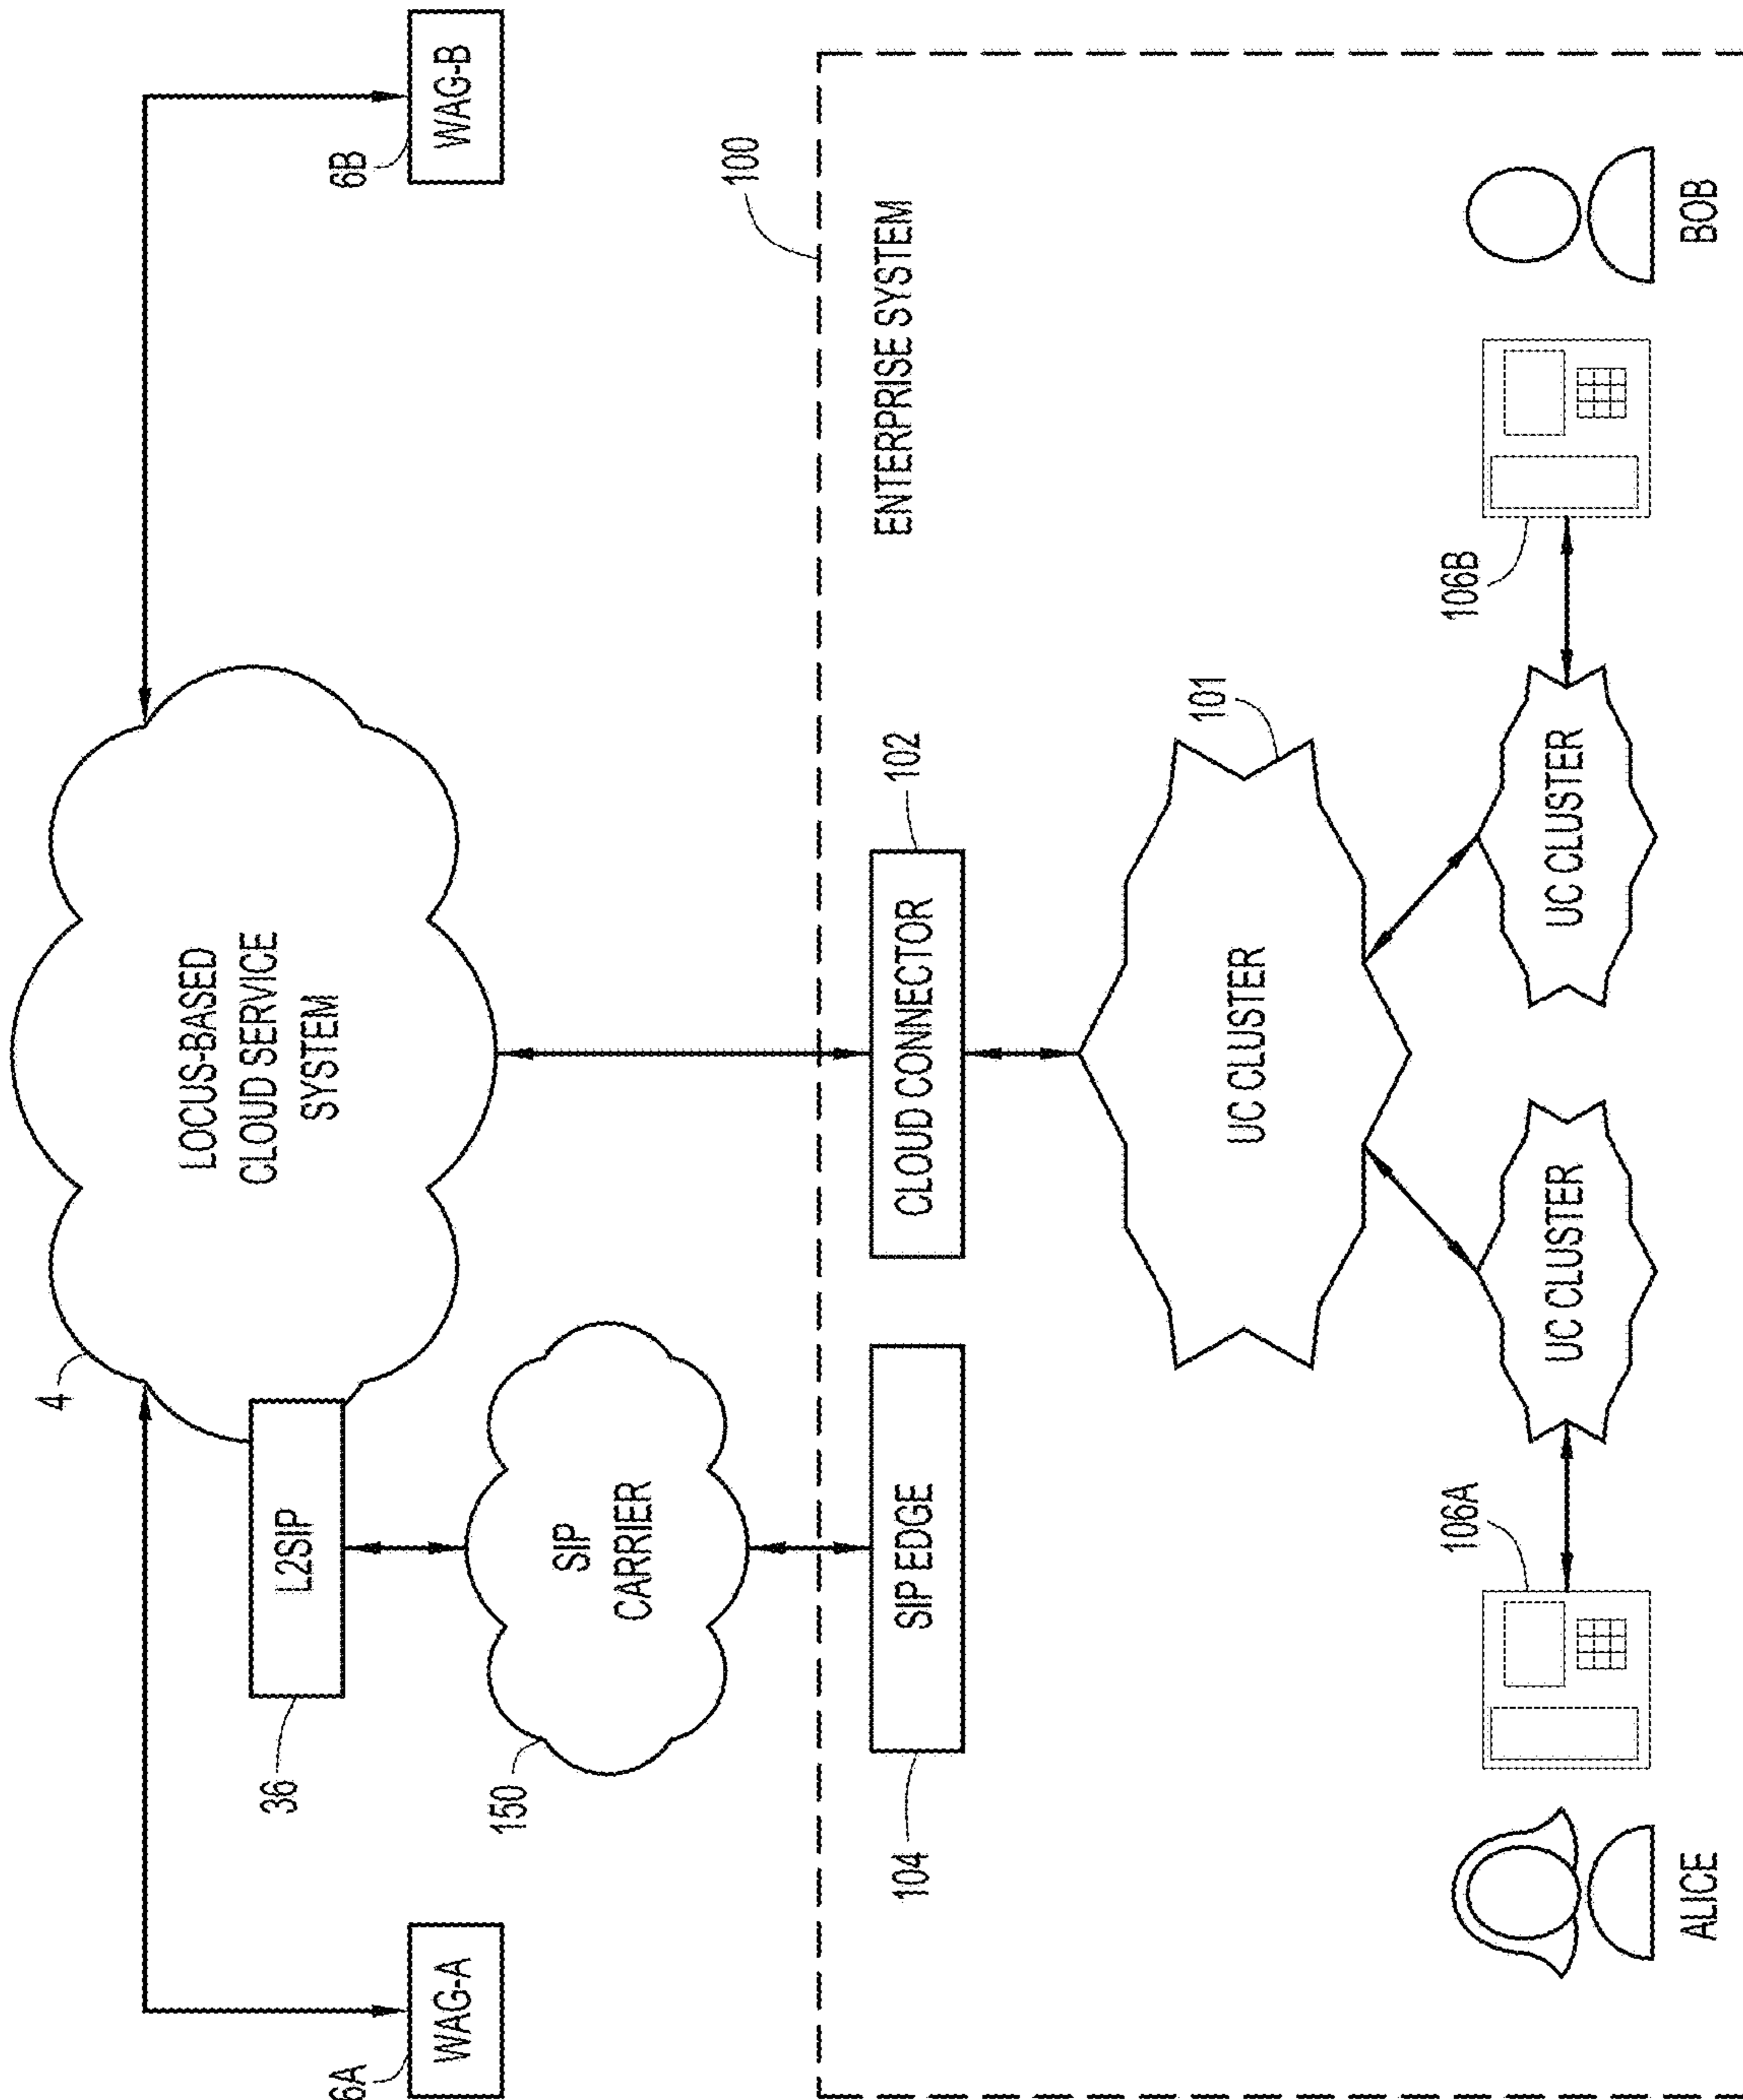 4
LOCUS-BASED
CLOUD SERVICE
SYSTEM
36
L2SIP
6A
WAG-A
6B
WAG-B
150
SIP
CARRIER
100
104
SIP EDGE
CLOUD CONNECTOR
102
ENTERPRISE SYSTEM
UC CLUSTER
101
106A
UC CLUSTER
UC CLUSTER
106B
ALICE
BOB